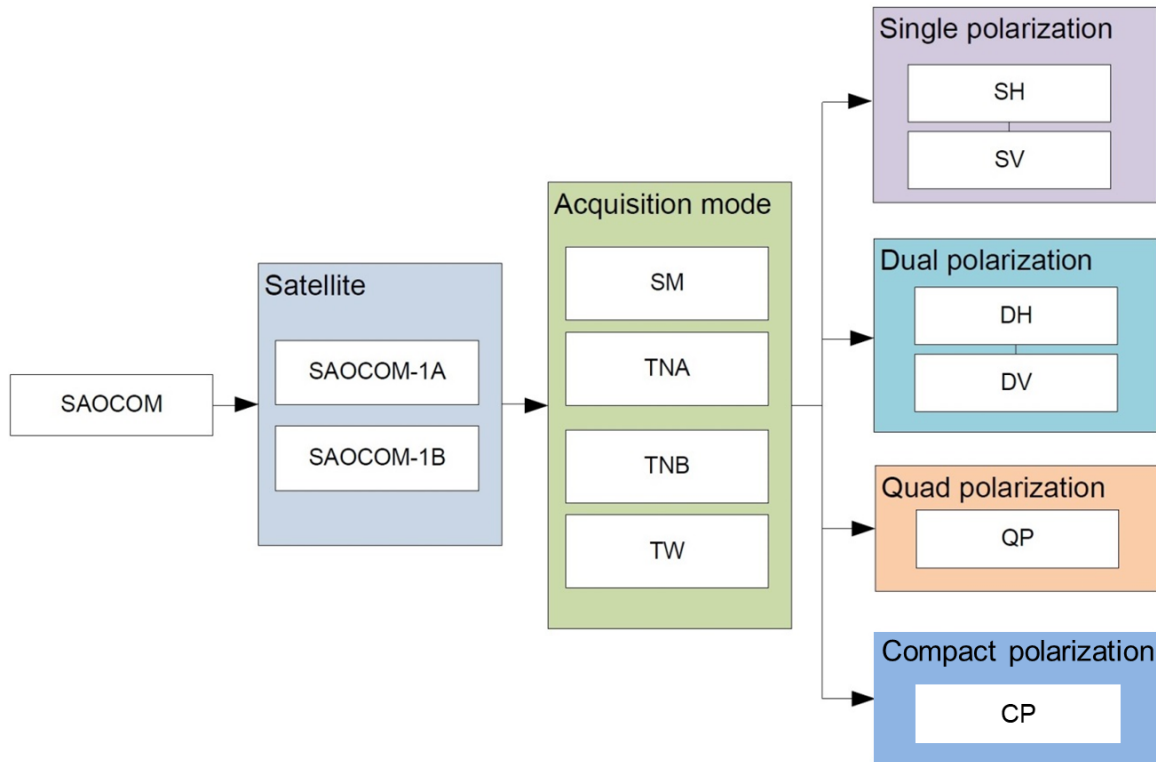 SAOCOM
Satellite
SAOCOM-1A
SAOCOM-1B
Acquisition mode
SM
TNA
TNB
TW
Single polarization
SH
SV
Dual polarization
DH
DV
Quad polarization
QP
Compact polarization
CP